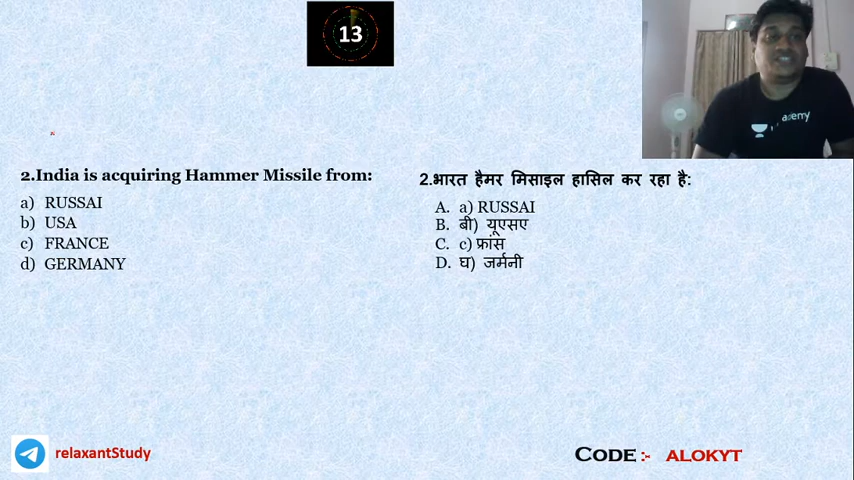 13
ademy
2.India is acquiring Hammer Missile from:
a) RUSSAI
b) USA
c) FRANCE
d) GERMANY
2.भारत हैमर मिसाइल हासिल कर रहा है:
A. a) RUSSAI
B. बी) यूएसए
C. c) फ्रांस
D. घ) जर्मनी
relaxantStudy
CODE :- ALOKYT